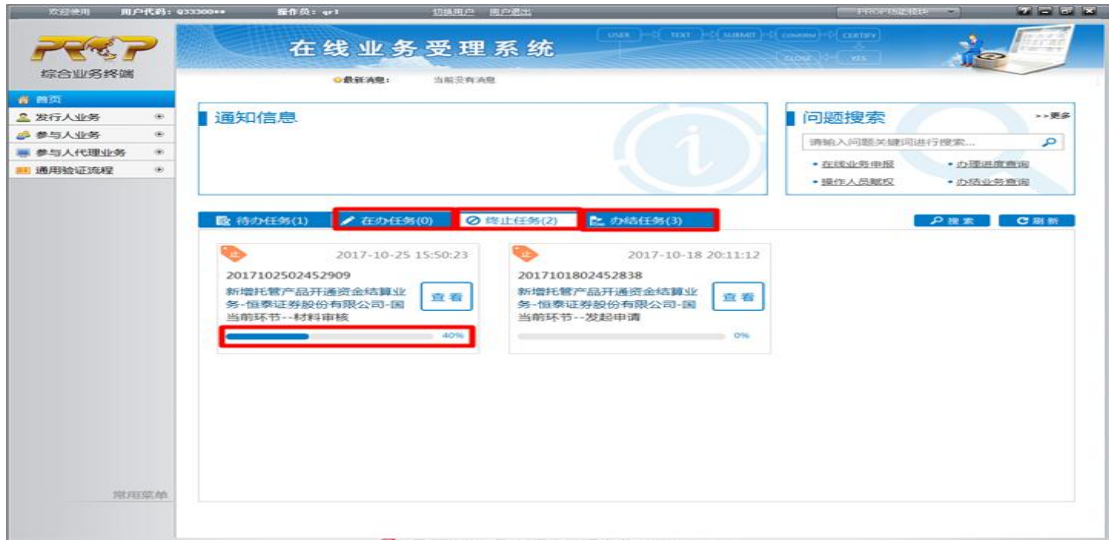 欢迎使用 用户代码: Q33300** 操作员: qr1 切换用户 用户退出 PROP功能模块
PROP
综合业务终端
在线业务受理系统
USER TEXT SUBMIT CONFIRM CERTIFY
CLOSE YES
最新消息: 当前没有消息
首页
发行人业务
参与人业务
参与人代理业务
通用验证流程
常用菜单
通知信息
问题搜索 >>更多
请输入问题关键词进行搜索...
•在线业务申报 •办理进度查询
•操作人员赋权 •办结业务查询
待办任务(1) 在办任务(0) 终止任务(2) 办结任务(3) 搜索 刷新
止 2017-10-25 15:50:23
2017102502452909
新增托管产品开通资金结算业
务-恒泰证券股份有限公司-国
查看
当前环节--材料审核
40%
止 2017-10-18 20:11:12
2017101802452838
新增托管产品开通资金结算业
务-恒泰证券股份有限公司-国
查看
当前环节--发起申请
0%